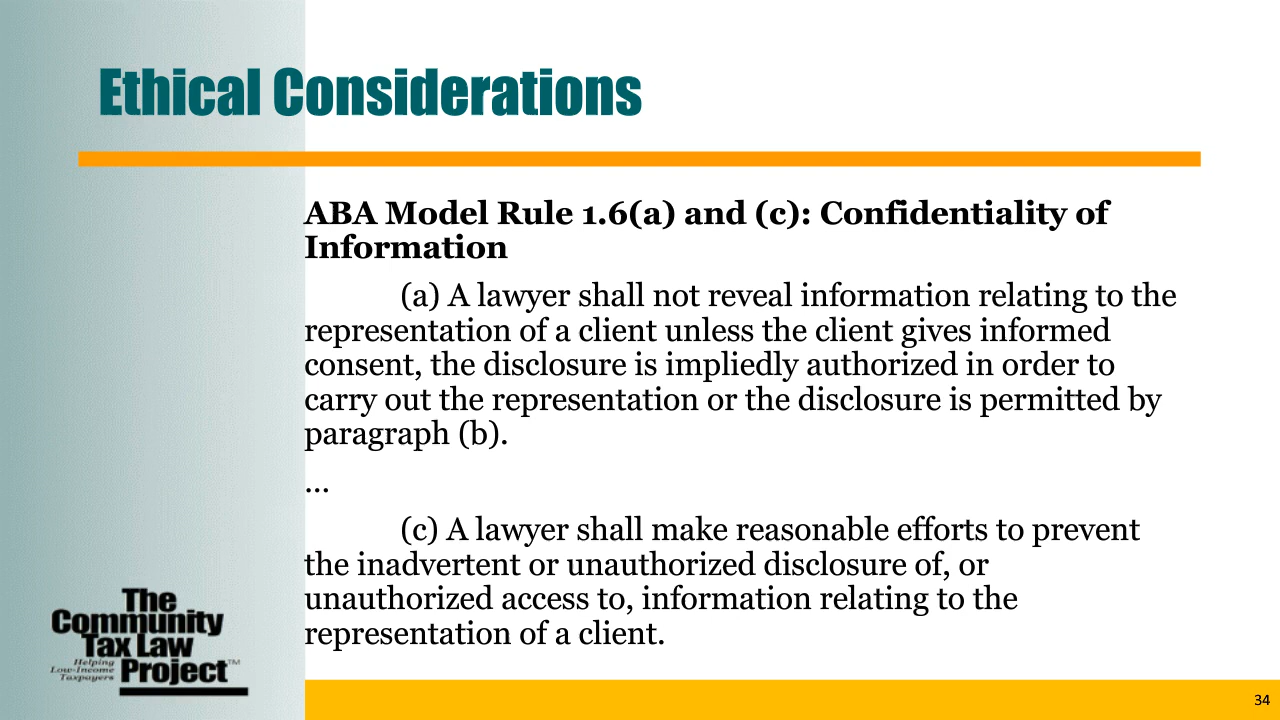 Ethical Considerations
ABA Model Rule 1.6(a) and (c): Confidentiality of
Information
(a) A lawyer shall not reveal information relating to the
representation of a client unless the client gives informed
consent, the disclosure is impliedly authorized in order to
carry out the representation or the disclosure is permitted by
paragraph (b).
...
(c) A lawyer shall make reasonable efforts to prevent
the inadvertent or unauthorized disclosure of, or
unauthorized access to, information relating to the
representation of a client.
The
Community
Tax Law
Helping
Low-Income
Taxpayers
Project™
34